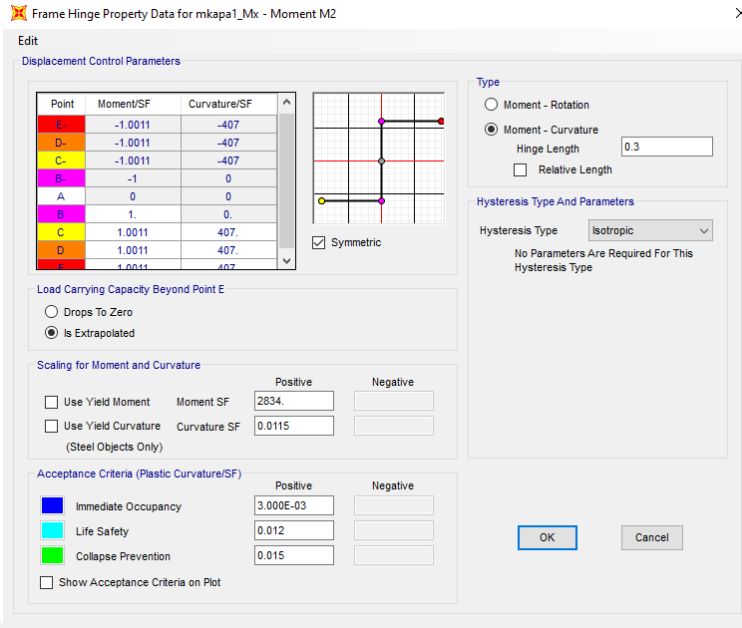 Frame Hinge Property Data for mkapa1_Mx - Moment M2
Edit
Displacement Control Parameters
Point Moment/SF Curvature/SF
E- -1.0011 -407
D- -1.0011 -407
C- -1.0011 -407
B- -1 0
A 0 0
B 1. 0.
C 1.0011 407.
D 1.0011 407.
E 1.0011 407.
Symmetric
Type
Moment - Rotation
Moment - Curvature
Hinge Length 0.3
Relative Length
Hysteresis Type And Parameters
Hysteresis Type Isotropic
No Parameters Are Required For This
Hysteresis Type
Load Carrying Capacity Beyond Point E
Drops To Zero
Is Extrapolated
Scaling for Moment and Curvature
Positive Negative
Use Yield Moment Moment SF 2834.
Use Yield Curvature Curvature SF 0.0115
(Steel Objects Only)
Acceptance Criteria (Plastic Curvature/SF)
Positive Negative
Immediate Occupancy 3.000E-03
Life Safety 0.012
Collapse Prevention 0.015
Show Acceptance Criteria on Plot
OK Cancel